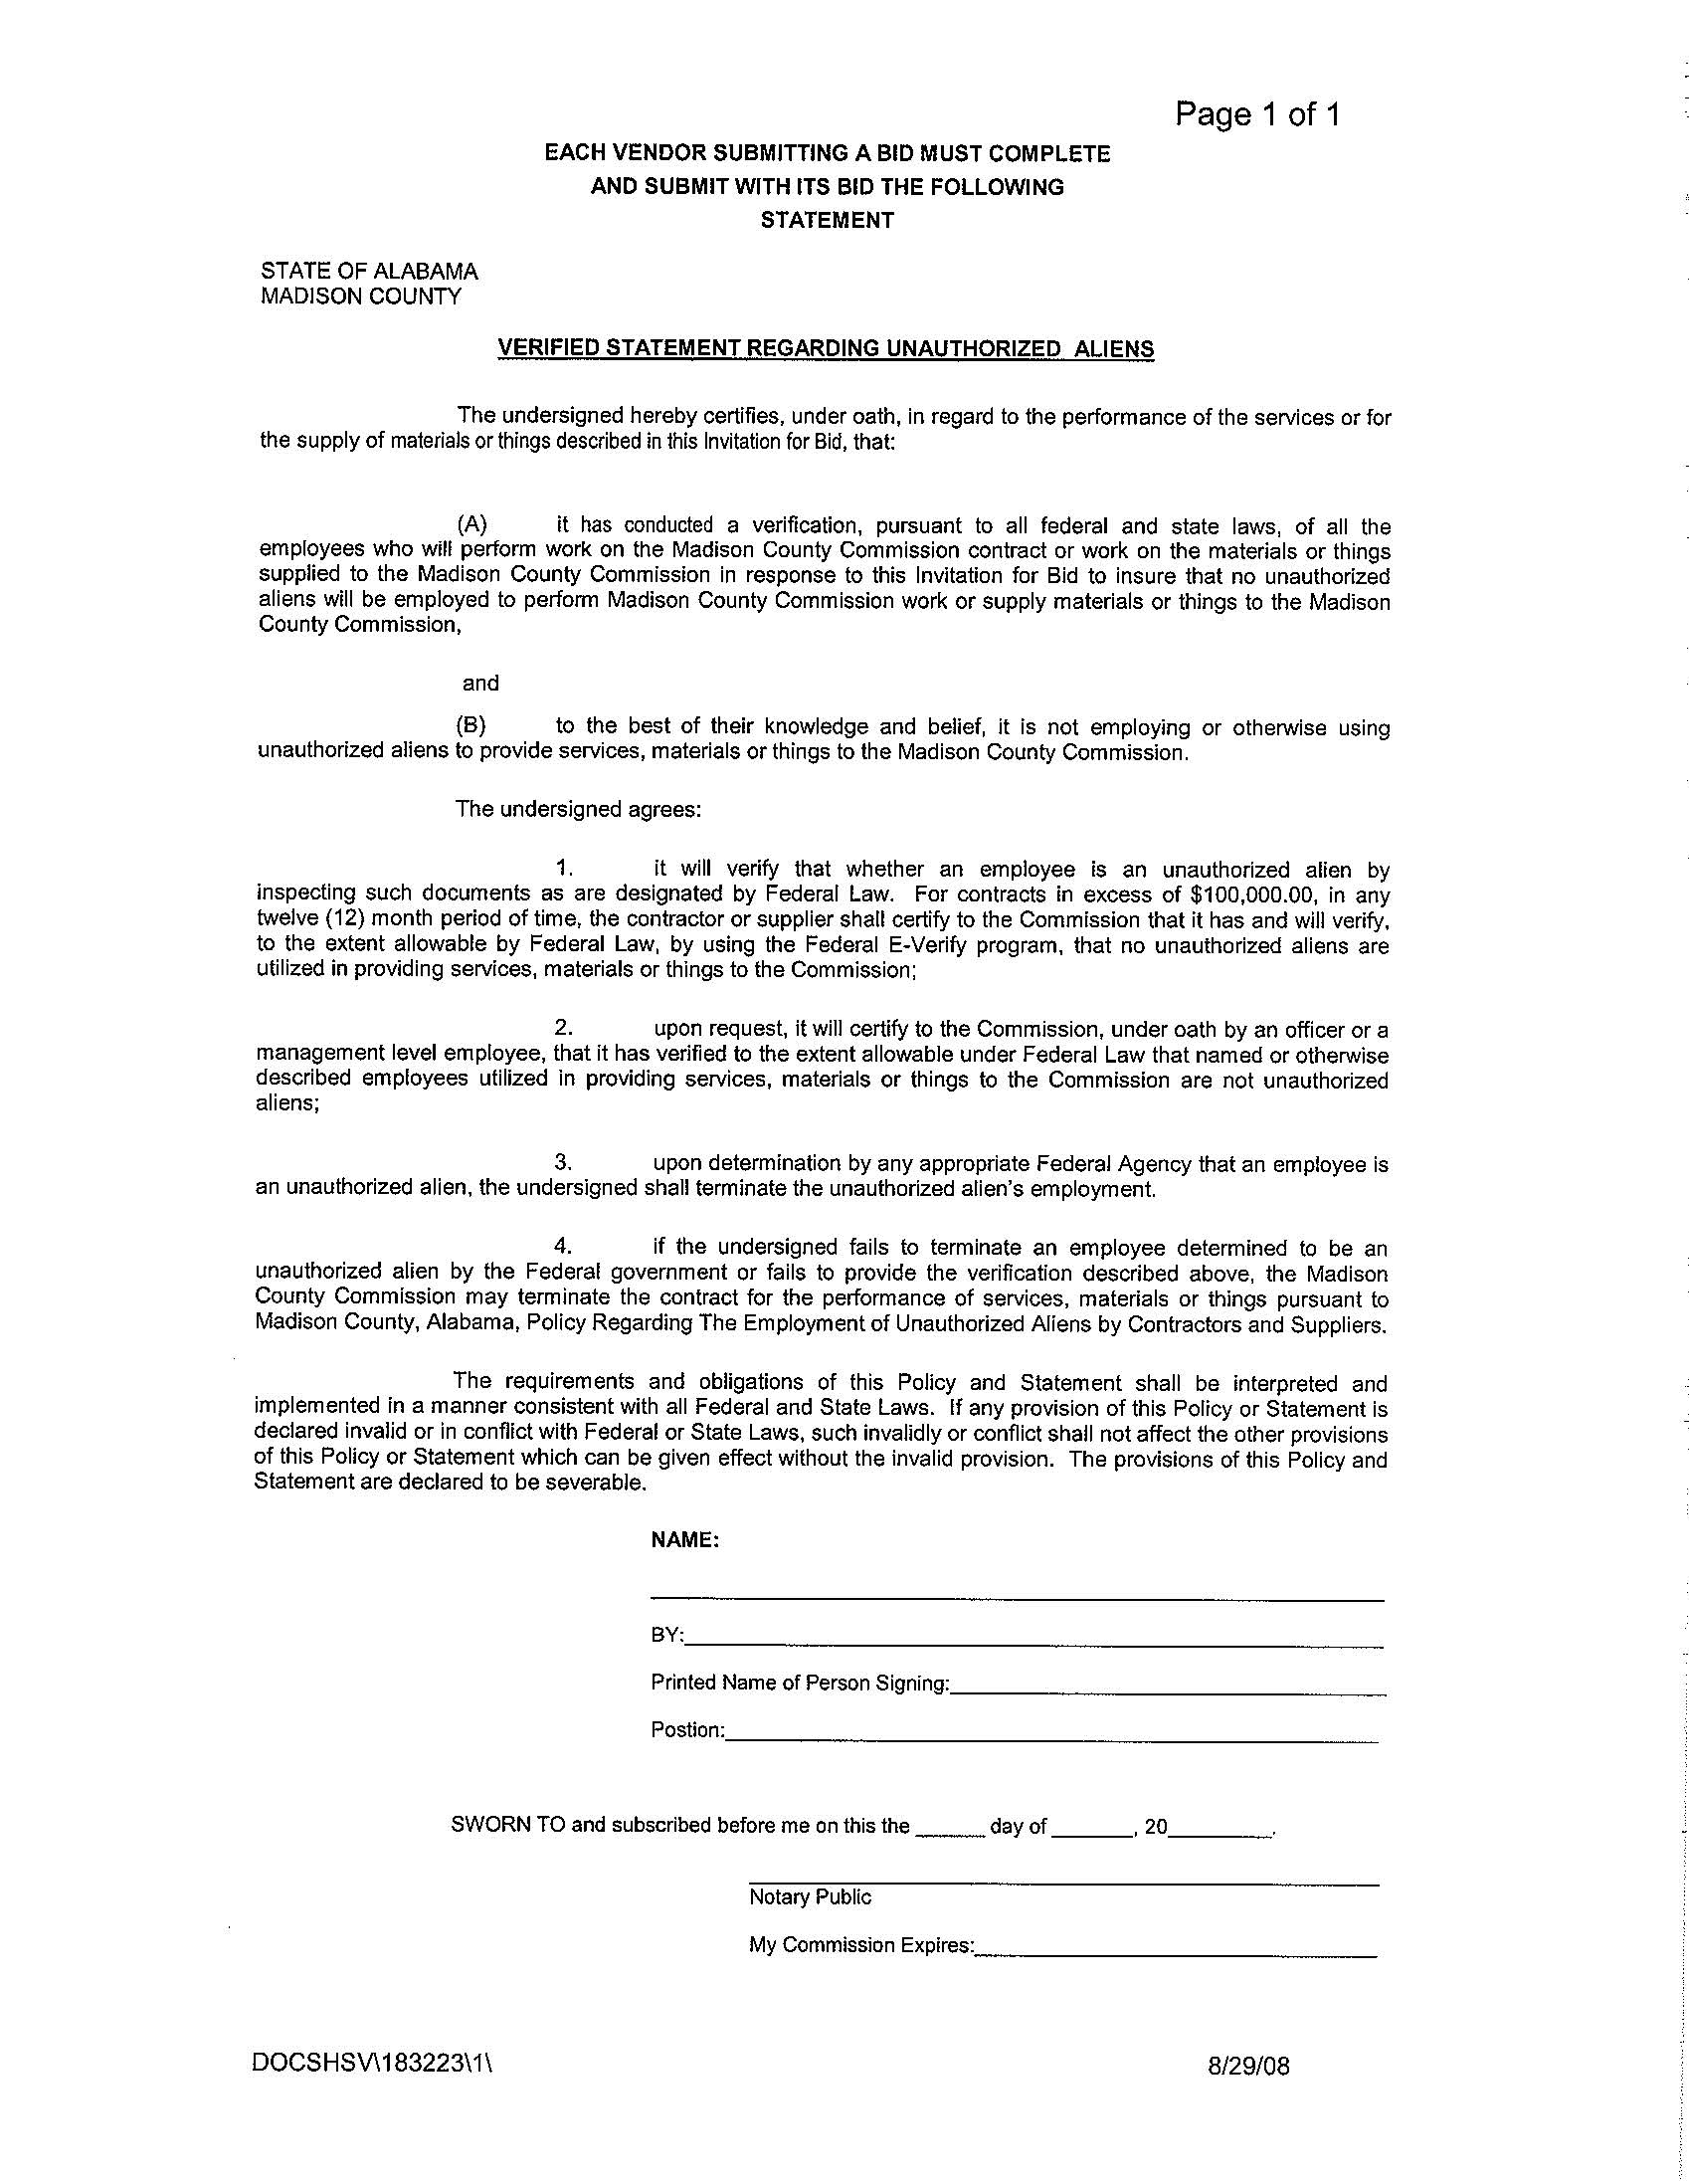 Page 1 of 1
EACH VENDOR SUBMITTING A BID MUST COMPLETE
AND SUBMIT WITH ITS BID THE FOLLOWING
STATEMENT
STATE OF ALABAMA
MADISON COUNTY
VERIFIED STATEMENT REGARDING UNAUTHORIZED ALIENS
The undersigned hereby certifies, under oath, in regard to the performance of the services or for
the supply of materials or things described in this Invitation for Bid, that:
(A) it has conducted a verification, pursuant to all federal and state laws, of all the
employees who will perform work on the Madison County Commission contract or work on the materials or things
supplied to the Madison County Commission in response to this Invitation for Bid to insure that no unauthorized
aliens will be employed to perform Madison County Commission work or supply materials or things to the Madison
County Commission,
and
(B) to the best of their knowledge and belief, it is not employing or otherwise using
unauthorized aliens to provide services, materials or things to the Madison County Commission.
The undersigned agrees:
1. it will verify that whether an employee is an unauthorized alien by
inspecting such documents as are designated by Federal Law. For contracts in excess of $100,000.00, in any
twelve (12) month period of time, the contractor or supplier shall certify to the Commission that it has and will verify,
to the extent allowable by Federal Law, by using the Federal E-Verify program, that no unauthorized aliens are
utilized in providing services, materials or things to the Commission;
2. upon request, it will certify to the Commission, under oath by an officer or a
management level employee, that it has verified to the extent allowable under Federal Law that named or otherwise
described employees utilized in providing services, materials or things to the Commission are not unauthorized
aliens;
3. upon determination by any appropriate Federal Agency that an employee is
an unauthorized alien, the undersigned shall terminate the unauthorized alien's employment.
4. if the undersigned fails to terminate an employee determined to be an
unauthorized alien by the Federal government or fails to provide the verification described above, the Madison
County Commission may terminate the contract for the performance of services, materials or things pursuant to
Madison County, Alabama, Policy Regarding The Employment of Unauthorized Aliens by Contractors and Suppliers.
The requirements and obligations of this Policy and Statement shall be interpreted and
implemented in a manner consistent with all Federal and State Laws. If any provision of this Policy or Statement is
declared invalid or in conflict with Federal or State Laws, such invalidly or conflict shall not affect the other provisions
of this Policy or Statement which can be given effect without the invalid provision. The provisions of this Policy and
Statement are declared to be severable.
NAME:
BY:
Printed Name of Person Signing:
Postion:
SWORN TO and subscribed before me on this the ______ day of _______, 20_________.
Notary Public
My Commission Expires:
DOCSHSV\183223\1\ 8/29/08